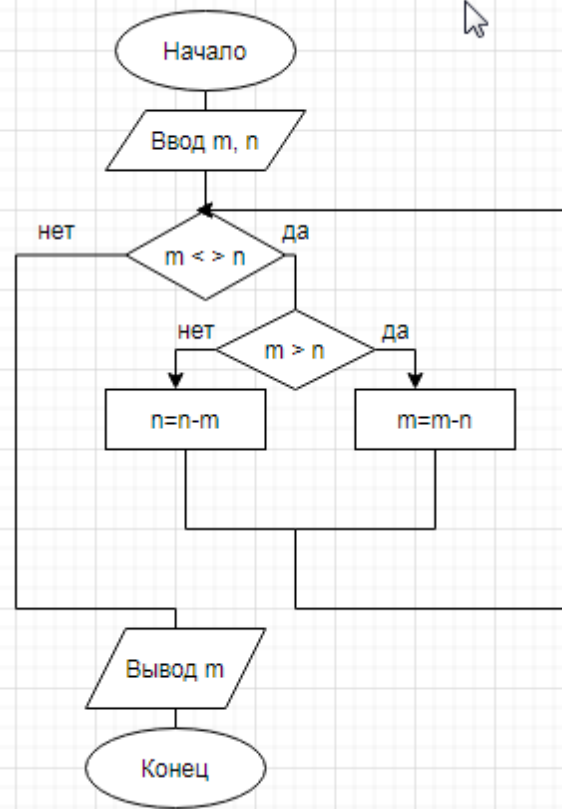 Начало
Ввод m, n
нет
да
m < > n
нет
да
m > n
n=n-m
m=m-n
Вывод m
Конец